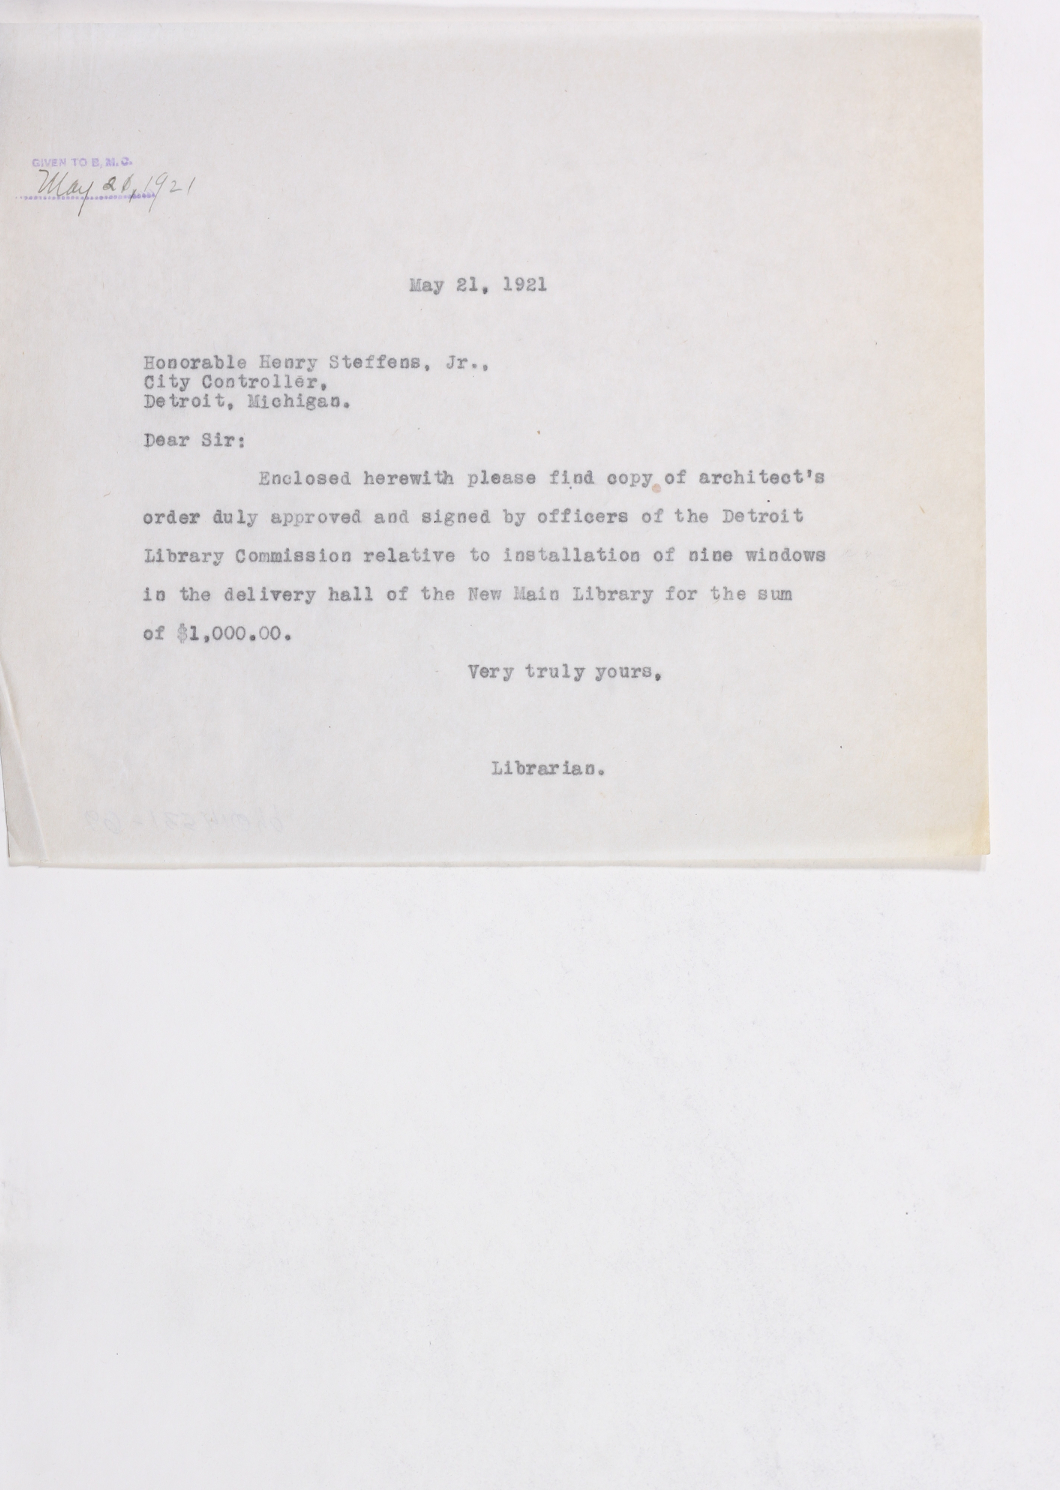 GIVEN TO B. M. C.
May 21, 1921
May 21, 1921
Honorable Henry Steffens, Jr.,
City Controller,
Detroit, Michigan.
Dear Sir:
Enclosed herewith please find copy of architect's
order duly approved and signed by officers of the Detroit
Library Commission relative to installation of nine windows
in the delivery hall of the New Main Library for the sum
of $1,000.00.
Very truly yours,
Librarian.